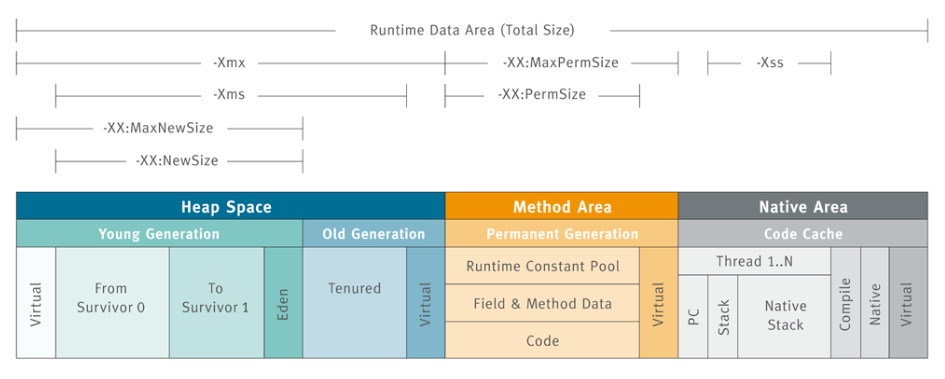 Runtime Data Area (Total Size)
-Xmx -XX:MaxPermSize -Xss
-Xms -XX:PermSize
-XX:MaxNewSize
-XX:NewSize
Heap Space Method Area Native Area
Young Generation Old Generation Permanent Generation Code Cache
Virtual
From
Survivor 0
To
Survivor 1
Eden
Tenured
Virtual
Runtime Constant Pool
Field & Method Data
Code
Virtual
Thread 1..N
PC
Stack
Native
Stack
Compile
Native
Virtual